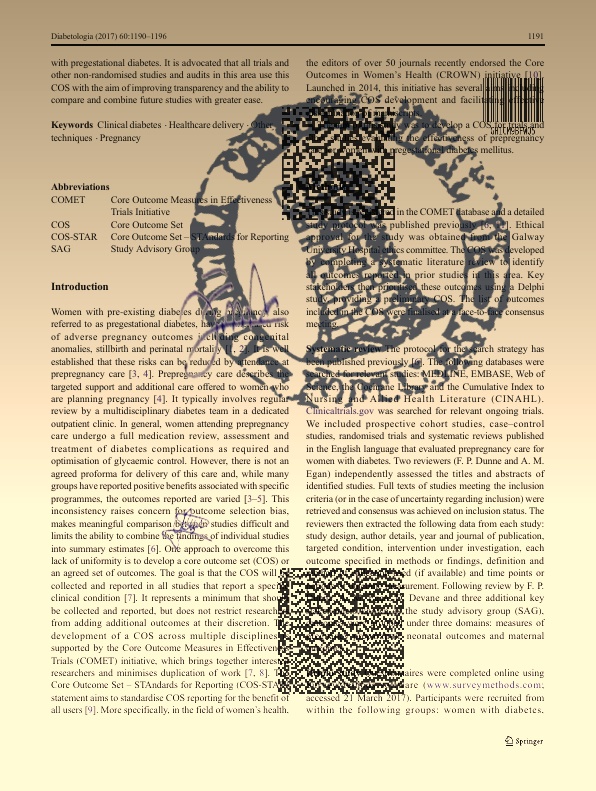 Diabetologia (2017) 60:1190–1196
1191
with pregestational diabetes. It is advocated that all trials and
other non-randomised studies and audits in this area use this
COS with the aim of improving transparency and the ability to
compare and combine future studies with greater ease.
Keywords Clinical diabetes · Healthcare delivery · Other
techniques · Pregnancy
Abbreviations
COMET Core Outcome Measures in Effectiveness
Trials Initiative
COS Core Outcome Set
COS-STAR Core Outcome Set – STAndards for Reporting
SAG Study Advisory Group
Introduction
Women with pre-existing diabetes during pregnancy, also
referred to as pregestational diabetes, have risk
of adverse pregnancy outcomes including congenital
anomalies, stillbirth and perinatal mortality [1, 2]. It is well
established that these risks can be reduced by attendance at
prepregnancy care [3, 4]. Prepregnancy care describes the
targeted support and additional care offered to women who
are planning pregnancy [4]. It typically involves regular
review by a multidisciplinary diabetes team in a dedicated
outpatient clinic. In general, women attending prepregnancy
care undergo a full medication review, assessment and
treatment of diabetes complications as required and
optimisation of glycaemic control. However, there is not an
agreed proforma for delivery of this care and, while many
groups have reported positive benefits associated with specific
programmes, the outcomes reported are varied [3–5]. This
inconsistency raises concern for outcome selection bias,
makes meaningful comparison between studies difficult and
limits the ability to combine the findings of individual studies
into summary estimates [6]. One approach to overcome this
lack of uniformity is to develop a core outcome set (COS) or
an agreed set of outcomes. The goal is that the COS will
collected and reported in all studies that report a specific
clinical condition [7]. It represents a minimum that should
be collected and reported, but does not restrict researchers
from adding additional outcomes at their discretion.
development of a COS across multiple disciplines
supported by the Core Outcome Measures in Effectiveness
Trials (COMET) initiative, which brings together interested
researchers and minimises duplication of work [7, 8].
Core Outcome Set – STAndards for Reporting (COS-STAR)
statement aims to standardise COS reporting for the benefit of
all users [9]. More specifically, in the field of women's health,
the editors of over 50 journals recently endorsed the Core
Outcomes in Women's Health (CROWN) initiative [10].
Launched in 2014, this initiative has several aims including
encouraging COS development and facilitating effective
was to develop a COS for trials and
the effectiveness of prepregnancy
pregestational diabetes mellitus.
in the COMET database and a detailed
study protocol was published previously Ethical
approval for the study was obtained from the Galway
University Hospital ethics committee. The COS was developed
by completing a systematic literature review to identify
all outcomes reported in prior studies in this area. Key
stakeholders then prioritised these outcomes using a Delphi
study, providing a preliminary COS. The list of outcomes
included in the COS were finalised at a face-to-face consensus
meeting.
Systematic review The protocol for the search strategy has
been published previously [6]. The following databases were
searched for relevant studies: MEDLINE, EMBASE, Web of
Science, the Cochrane Library and the Cumulative Index to
Nursing and Allied Health Literature (CINAHL).
Clinicaltrials.gov was searched for relevant ongoing trials.
We included prospective cohort studies, case–control
studies, randomised trials and systematic reviews published
in the English language that evaluated prepregnancy care for
women with diabetes. Two reviewers (F. P. Dunne and A. M.
Egan) independently assessed the titles and abstracts of
identified studies. Full texts of studies meeting the inclusion
criteria (or in the case of uncertainty regarding inclusion) were
retrieved and consensus was achieved on inclusion status. The
reviewers then extracted the following data from each study:
study design, author details, year and journal of publication,
targeted condition, intervention under investigation, each
outcome specified in methods or findings, definition and
(if available) and time points or
measurement. Following review by F. P.
Devane and three additional key
the study advisory group (SAG),
under three domains: measures of
neonatal outcomes and maternal
were completed online using
(www.surveymethods.com;
accessed 21 March 2017). Participants were recruited from
within the following groups: women with diabetes,
Springer